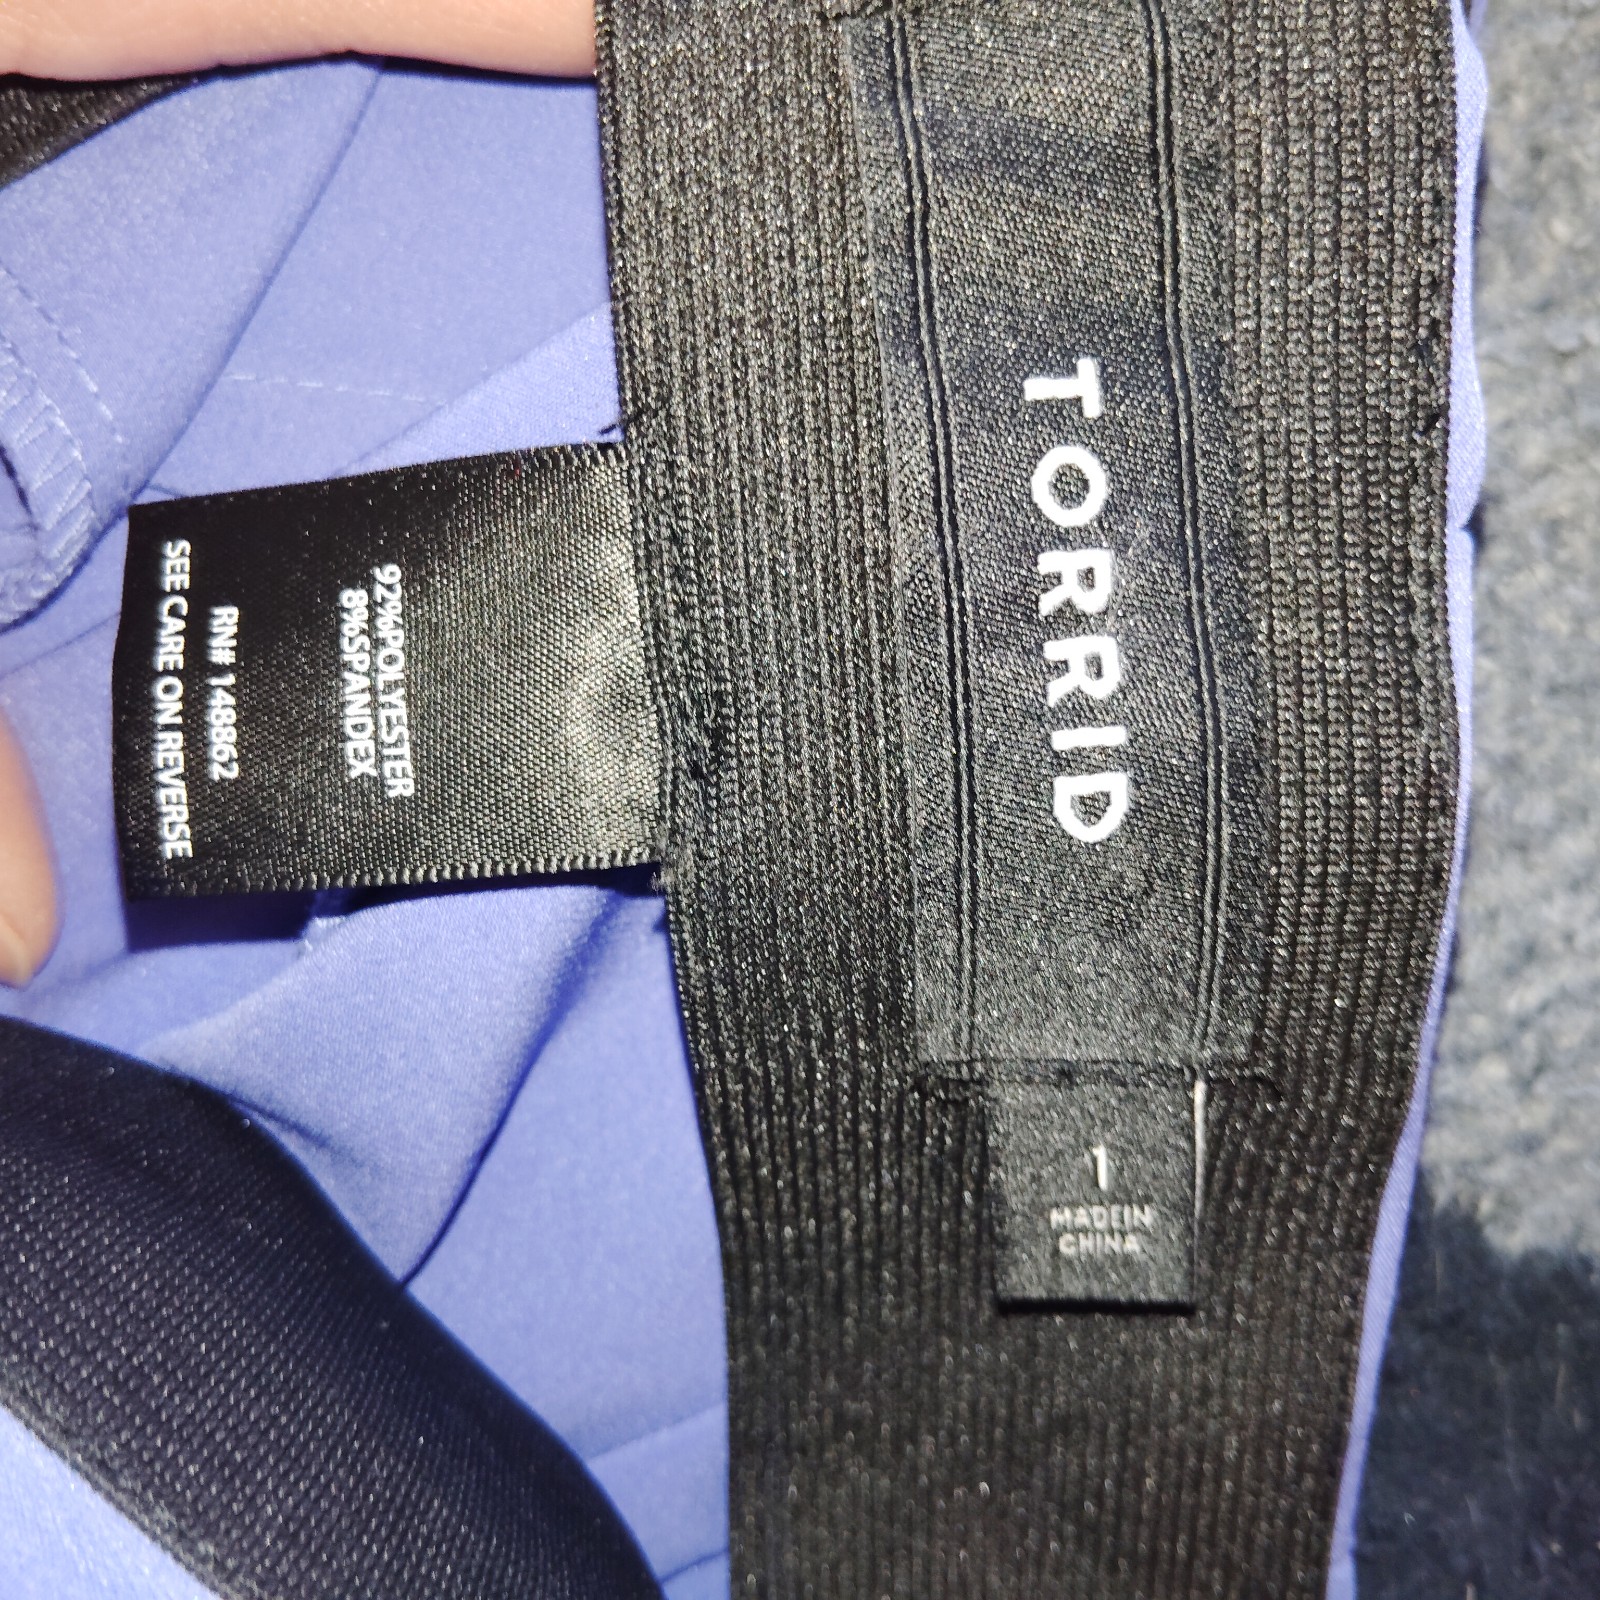 TORRID
1
MADE IN
CHINA
92%POLYESTER
8%SPANDEX
RN# 148862
SEE CARE ON REVERSE